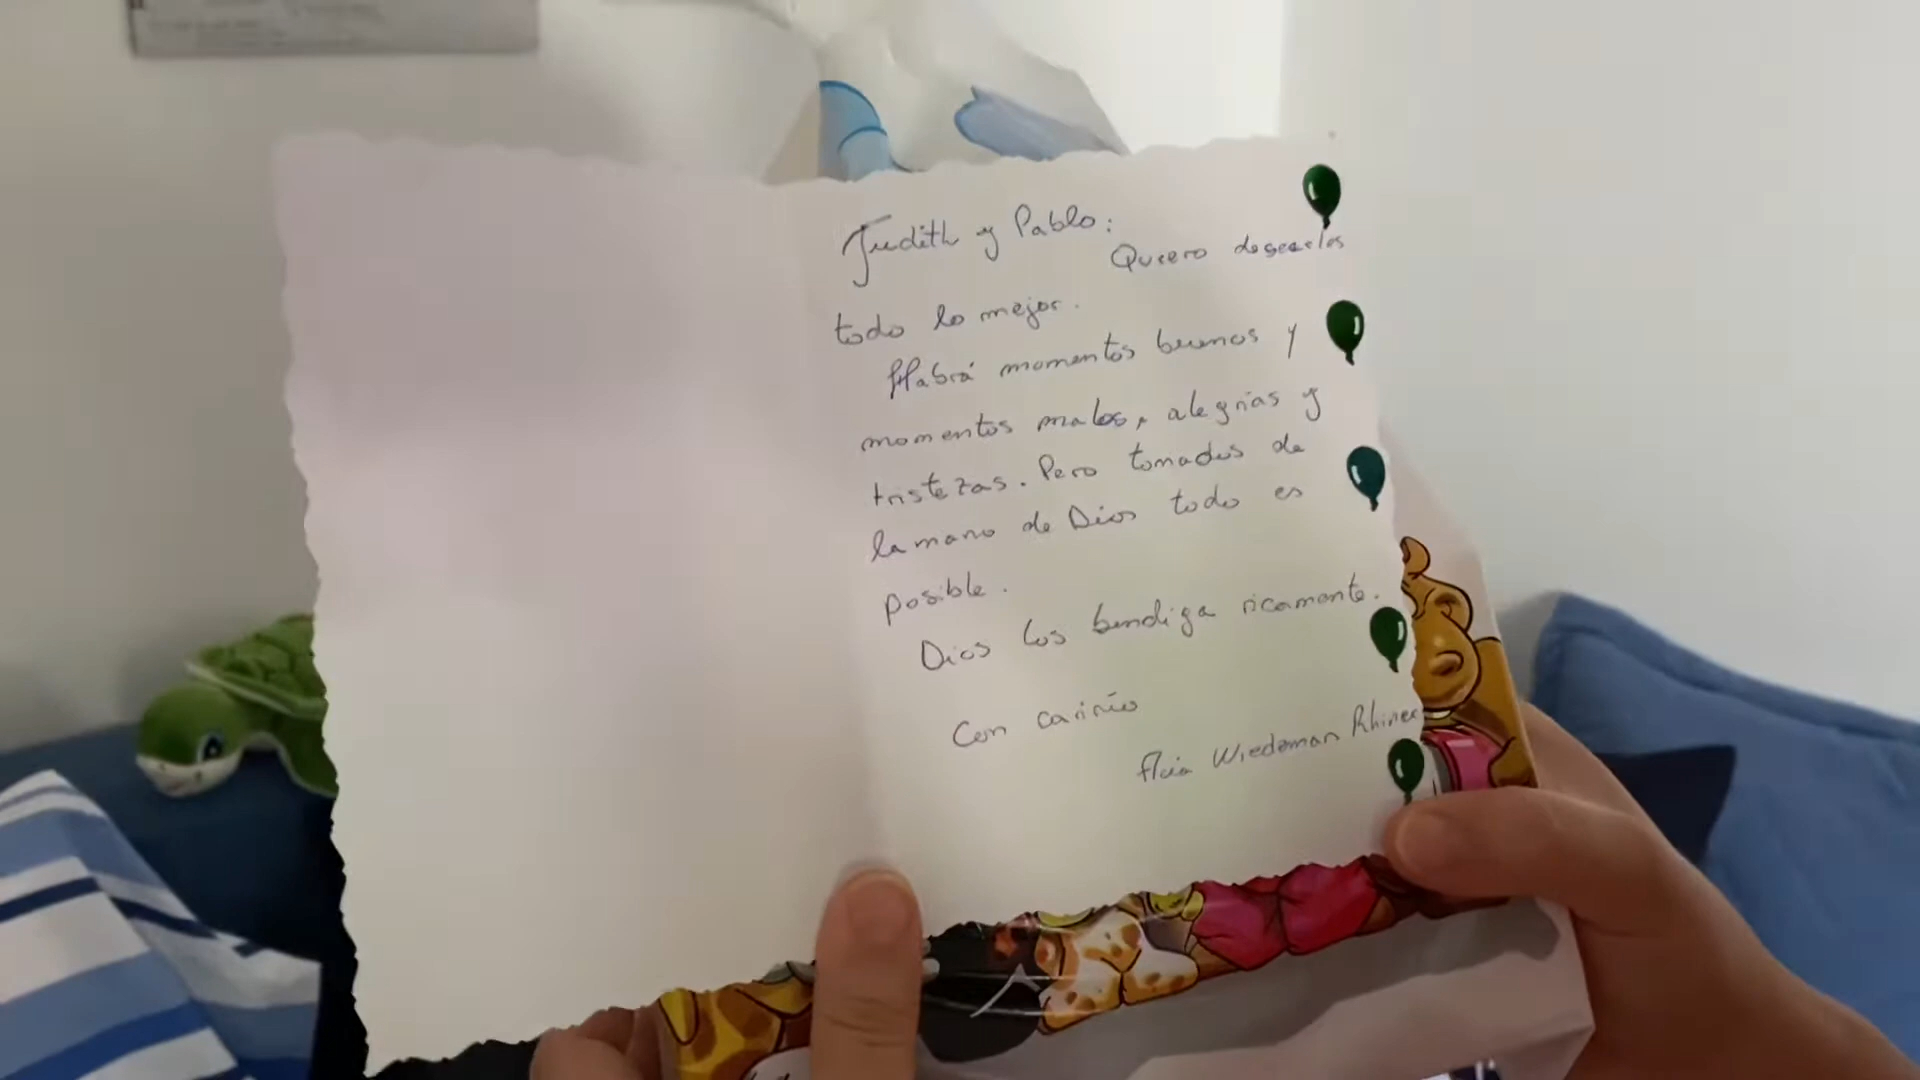 Judith y Pablo:
Quiero desearles
todo lo mejor.
Habrá momentos buenos y
momentos malos, alegrías y
tristezas. Pero tomados de
la mano de Dios todo es
posible.
Dios los bendiga ricamente.
Con cariño
Flia Wiedeman Rhiner